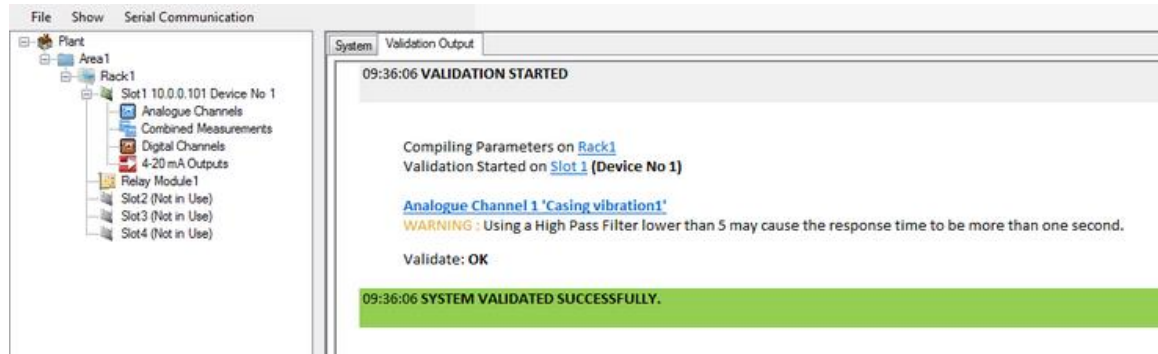 File Show Serial Communication
Plant
Area1
Rack1
Slot1 10.0.0.101 Device No 1
Analogue Channels
Combined Measurements
Digital Channels
4-20 mA Outputs
Relay Module1
Slot2 (Not in Use)
Slot3 (Not in Use)
Slot4 (Not in Use)
System Validation Output
09:36:06 VALIDATION STARTED
Compiling Parameters on Rack1
Validation Started on Slot 1 (Device No 1)
Analogue Channel 1 'Casing vibration1'
WARNING : Using a High Pass Filter lower than 5 may cause the response time to be more than one second.
Validate: OK
09:36:06 SYSTEM VALIDATED SUCCESSFULLY.